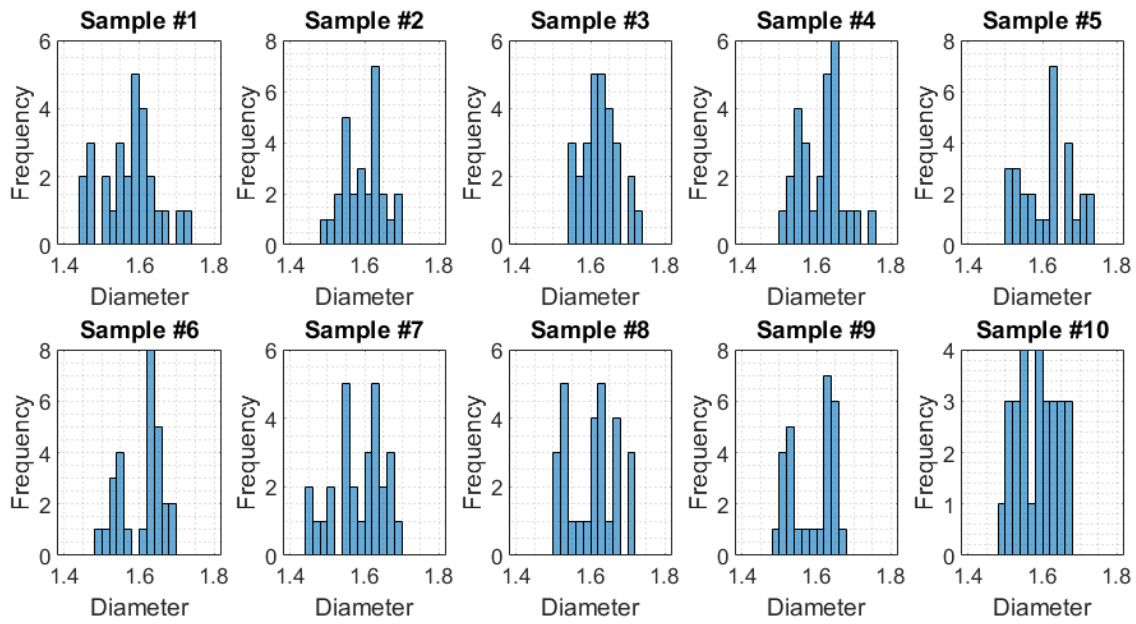 Sample #1
6
4
2
0
Frequency
1.4 1.6 1.8
Diameter
Sample #2
8
6
4
2
0
Frequency
1.4 1.6 1.8
Diameter
Sample #3
6
4
2
0
Frequency
1.4 1.6 1.8
Diameter
Sample #4
6
4
2
0
Frequency
1.4 1.6 1.8
Diameter
Sample #5
8
6
4
2
0
Frequency
1.4 1.6 1.8
Diameter
Sample #6
8
6
4
2
0
Frequency
1.4 1.6 1.8
Diameter
Sample #7
6
4
2
0
Frequency
1.4 1.6 1.8
Diameter
Sample #8
6
4
2
0
Frequency
1.4 1.6 1.8
Diameter
Sample #9
8
6
4
2
0
Frequency
1.4 1.6 1.8
Diameter
Sample #10
4
3
2
1
0
Frequency
1.4 1.6 1.8
Diameter